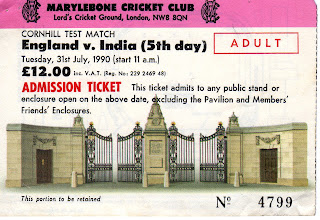 MARYLEBONE CRICKET CLUB
Lord's Cricket Ground, London, NW8 8QN
CORNHILL TEST MATCH
England v. India (5th day)
ADULT
Tuesday, 31st July, 1990 (start 11 a.m.)
£12.00 inc. V.A.T. (Reg. No.: 229 2469 48)
ADMISSION TICKET This ticket admits to any public stand or
enclosure open on the above date, excluding the Pavilion and Members'
Friends' Enclosures.
This portion to be retained
No 4799